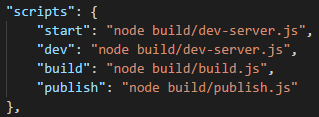 "scripts": {
"start": "node build/dev-server.js",
"dev": "node build/dev-server.js",
"build": "node build/build.js",
"publish": "node build/publish.js"
},